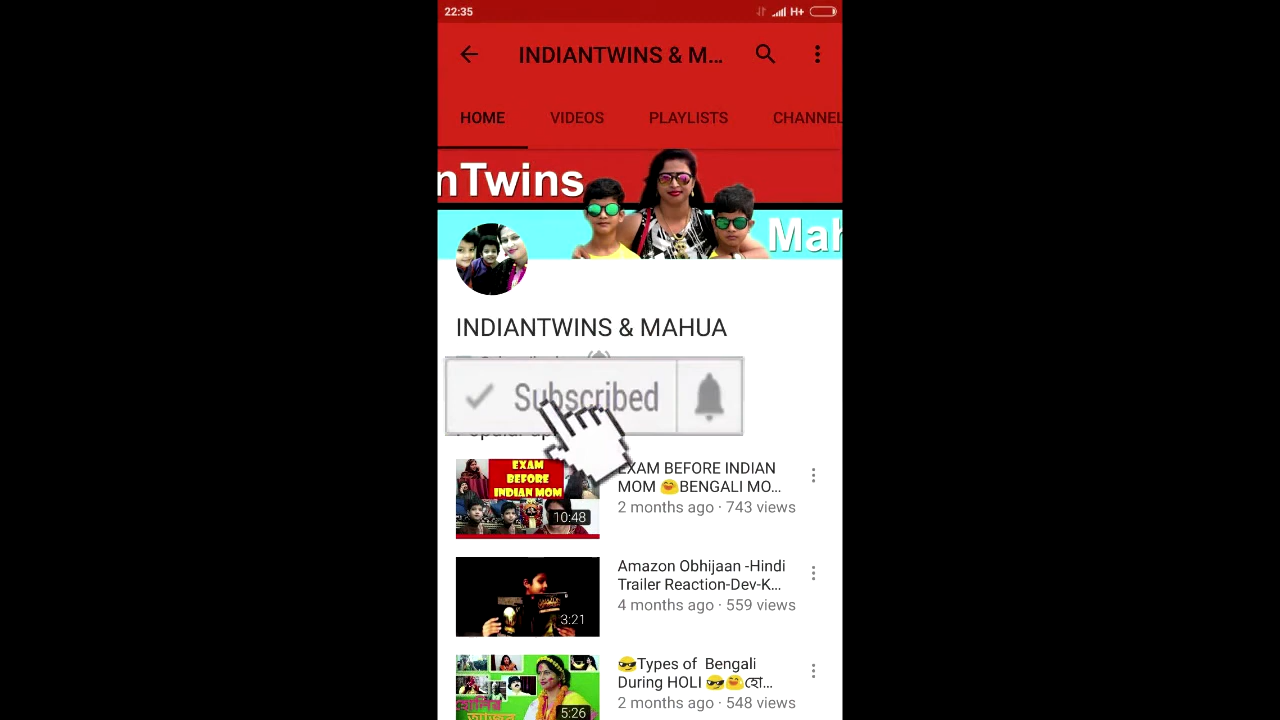 22:35
H+
INDIANTWINS & M...
HOME VIDEOS PLAYLISTS CHANNEL
nTwins
Mah
INDIANTWINS & MAHUA
Subscribed
EXAM
BEFORE
INDIAN MOM
10:48
EXAM BEFORE INDIAN
MOM 😄BENGALI MO...
2 months ago · 743 views
3:21
Amazon Obhijaan -Hindi
Trailer Reaction-Dev-K...
4 months ago · 559 views
5:26
😎Types of Bengali
During HOLI 😎😄হো...
2 months ago · 548 views